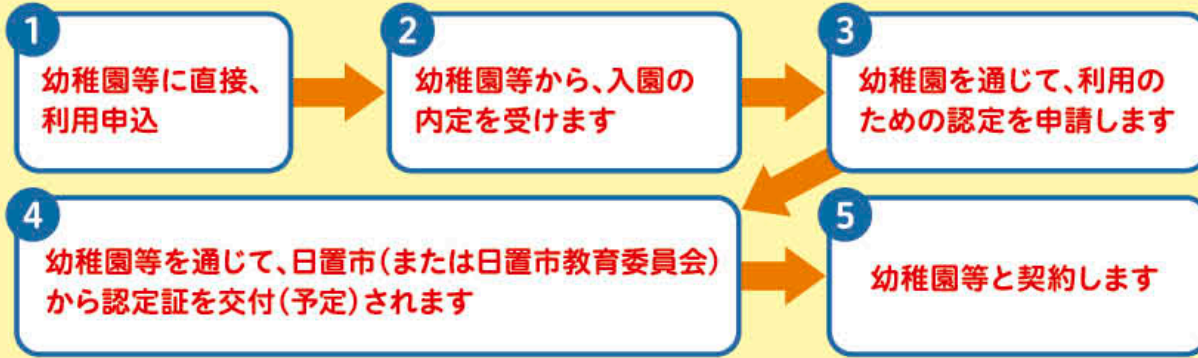 1
幼稚園等に直接、
利用申込
2
幼稚園等から、入園の
内定を受けます
3
幼稚園を通じて、利用の
ための認定を申請します
4
幼稚園等を通じて、日置市(または日置市教育委員会)
から認定証を交付(予定)されます
5
幼稚園等と契約します